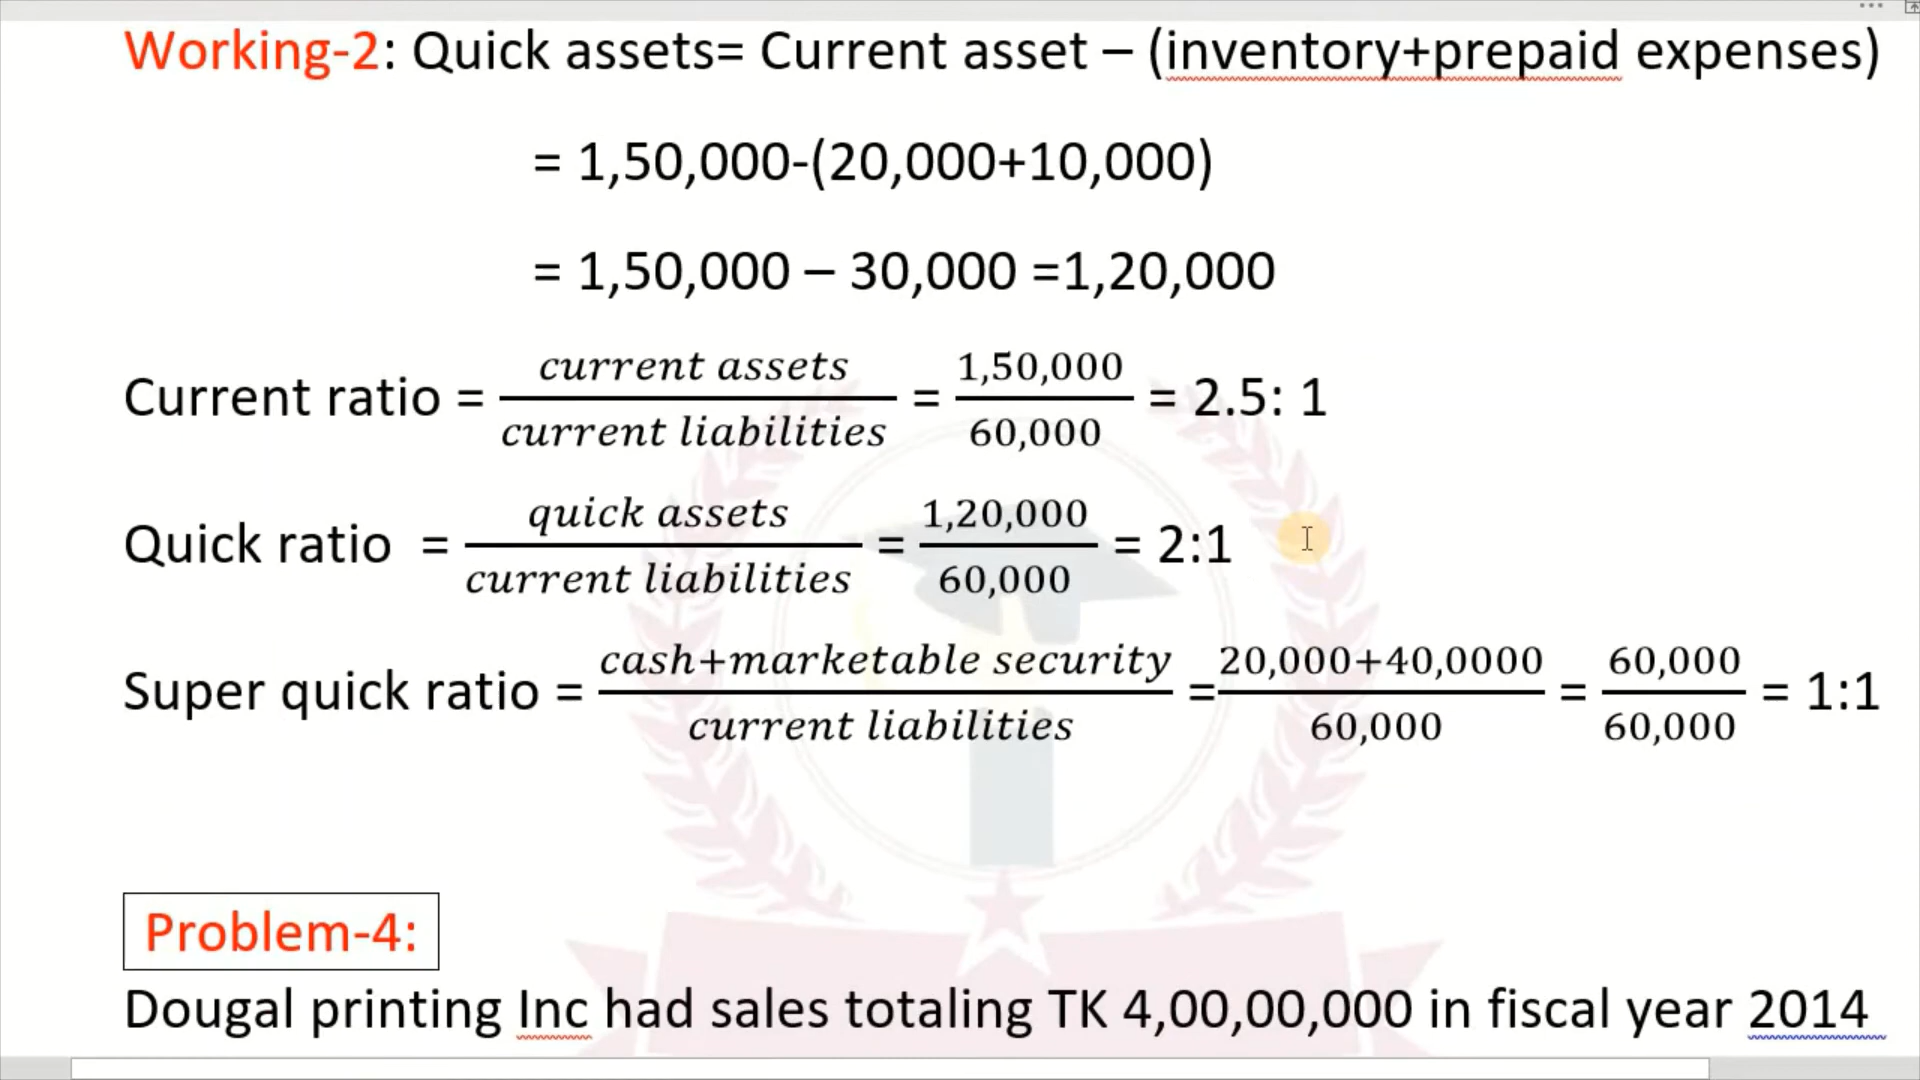 Working-2: Quick assets= Current asset – (inventory+prepaid expenses)
= 1,50,000-(20,000+10,000)
= 1,50,000 – 30,000 =1,20,000
Current ratio = current assets / current liabilities = 1,50,000 / 60,000 = 2.5: 1
Quick ratio = quick assets / current liabilities = 1,20,000 / 60,000 = 2:1
Super quick ratio = cash+marketable security / current liabilities = 20,000+40,0000 / 60,000 = 60,000 / 60,000 = 1:1
Problem-4:
Dougal printing Inc had sales totaling TK 4,00,00,000 in fiscal year 2014